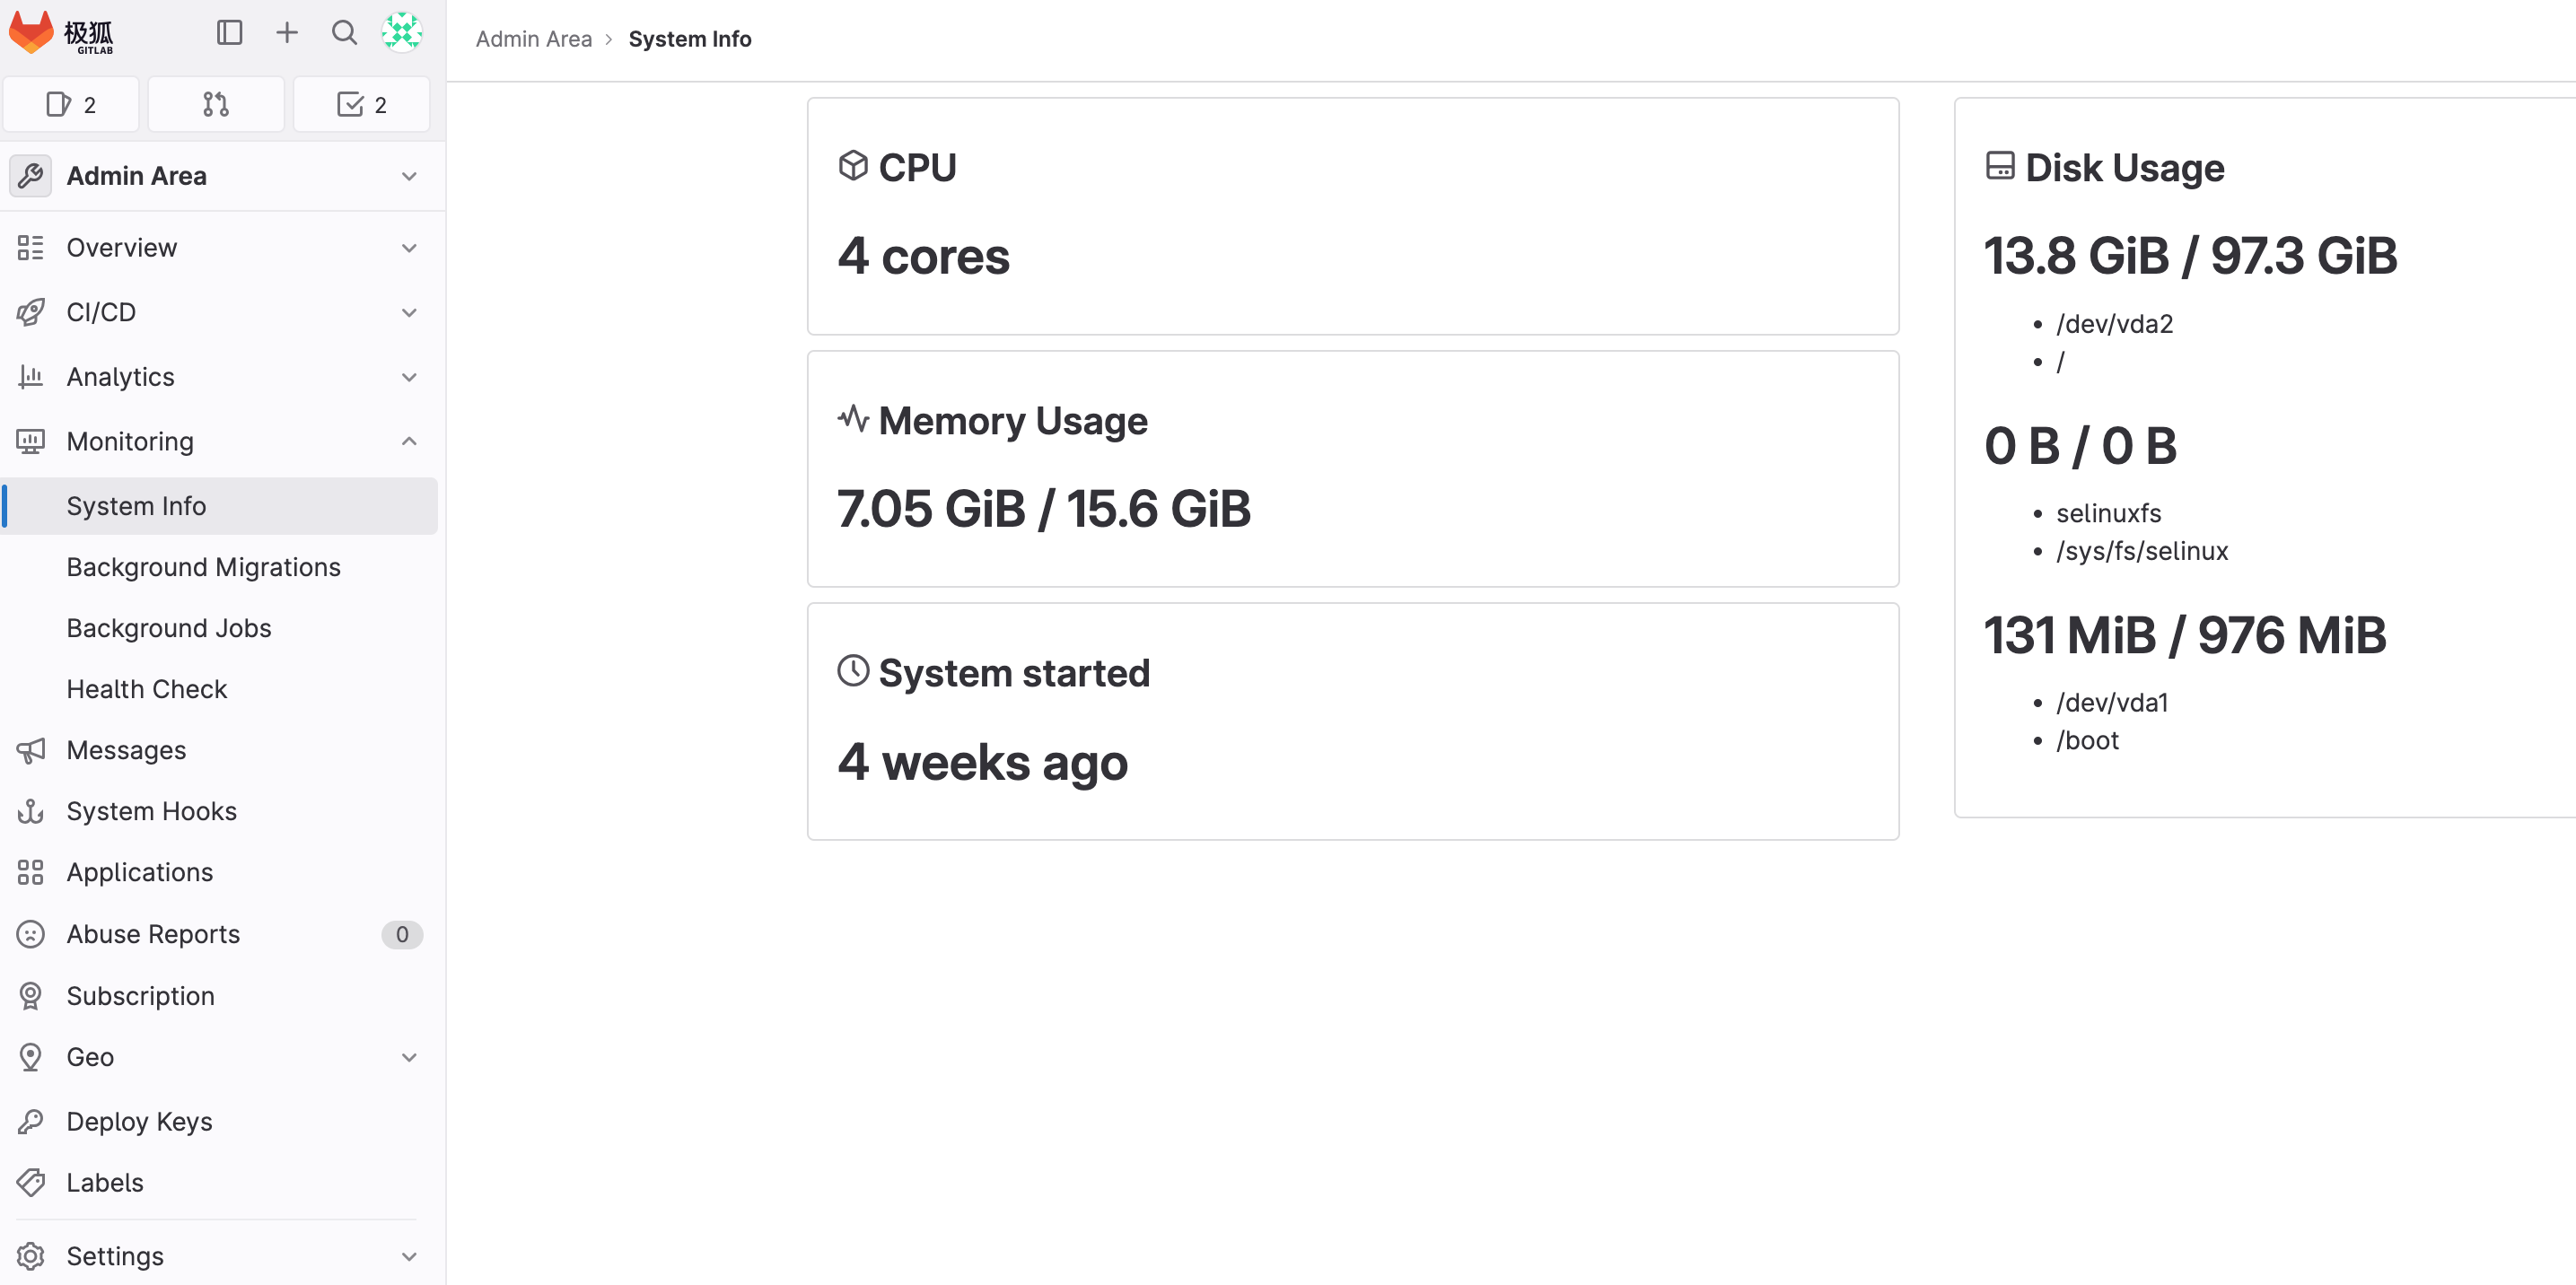 极狐
GITLAB
2
2
Admin Area
Overview
CI/CD
Analytics
Monitoring
System Info
Background Migrations
Background Jobs
Health Check
Messages
System Hooks
Applications
Abuse Reports 0
Subscription
Geo
Deploy Keys
Labels
Settings
Admin Area › System Info
CPU
4 cores
Memory Usage
7.05 GiB / 15.6 GiB
System started
4 weeks ago
Disk Usage
13.8 GiB / 97.3 GiB
• /dev/vda2
• /
0 B / 0 B
• selinuxfs
• /sys/fs/selinux
131 MiB / 976 MiB
• /dev/vda1
• /boot